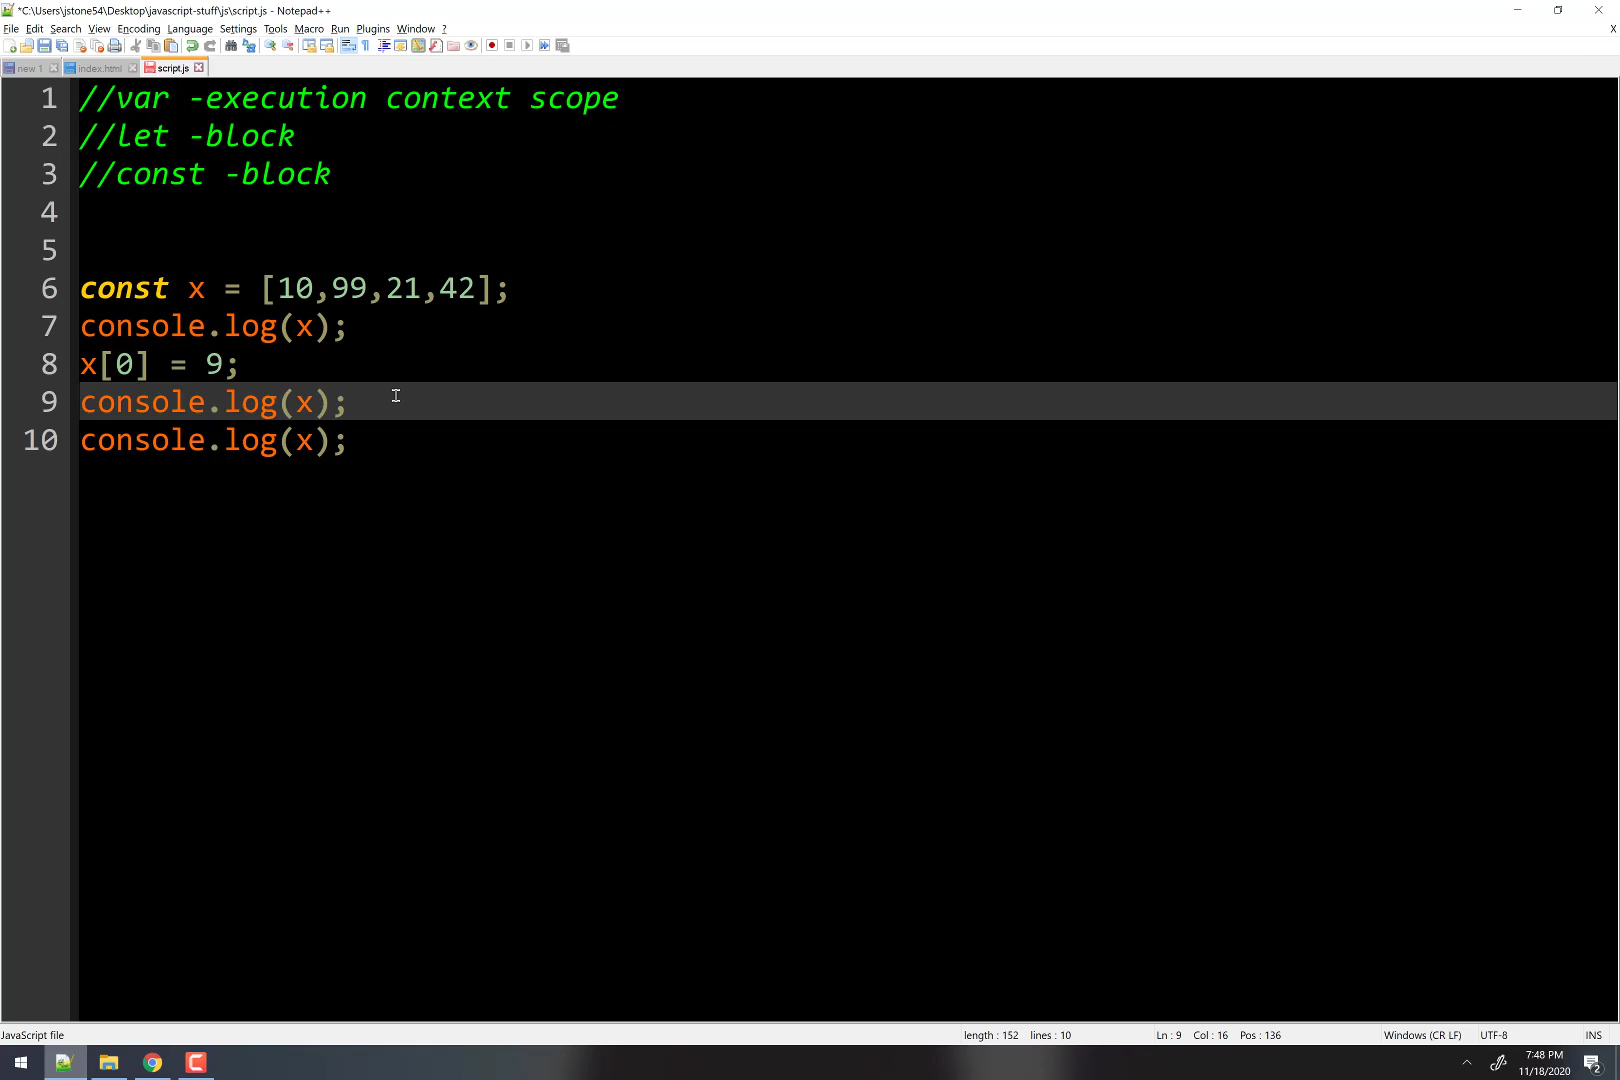 *C:\Users\jstone54\Desktop\javascript-stuff\js\script.js - Notepad++
File Edit Search View Encoding Language Settings Tools Macro Run Plugins Window ? X
new 1 index.html script.js
1 //var -execution context scope
2 //let -block
3 //const -block
4
5
6 const x = [10,99,21,42];
7 console.log(x);
8 x[0] = 9;
9 console.log(x);
10 console.log(x);
JavaScript file length : 152 lines : 10 Ln : 9 Col : 16 Pos : 136 Windows (CR LF) UTF-8 INS
7:48 PM
11/18/2020
2